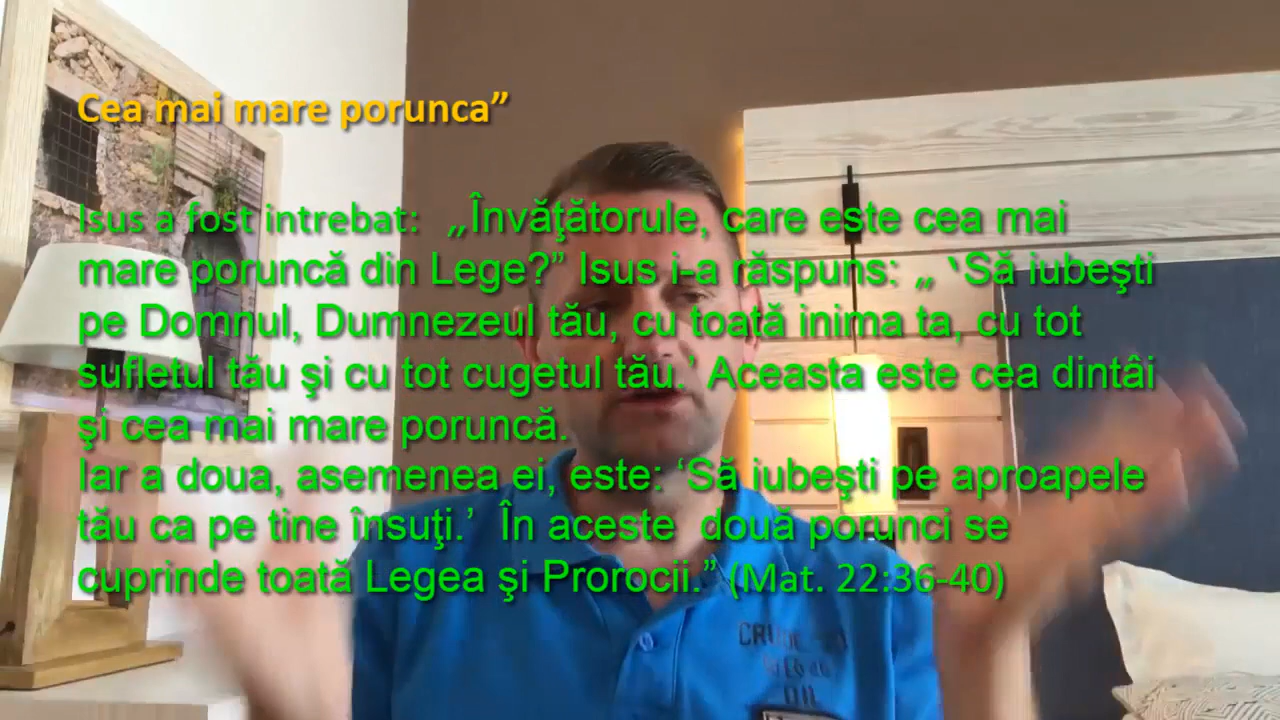 Cea mai mare porunca”
Isus a fost intrebat: „Învăţătorule, care este cea mai
mare poruncă din Lege?” Isus i-a răspuns: „ ‛Să iubeşti
pe Domnul, Dumnezeul tău, cu toată inima ta, cu tot
sufletul tău şi cu tot cugetul tău.’ Aceasta este cea dintâi
şi cea mai mare poruncă.
Iar a doua, asemenea ei, este: ‘Să iubeşti pe aproapele
tău ca pe tine însuţi.’ În aceste două porunci se
cuprinde toată Legea şi Prorocii.” (Mat. 22:36-40)